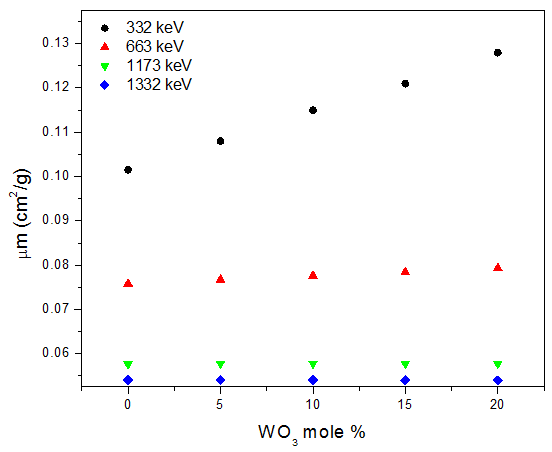 332 keV
663 keV
1173 keV
1332 keV
0.13
0.12
0.11
0.10
0.09
0.08
0.07
0.06
μm (cm²/g)
0 5 10 15 20
WO₃ mole %